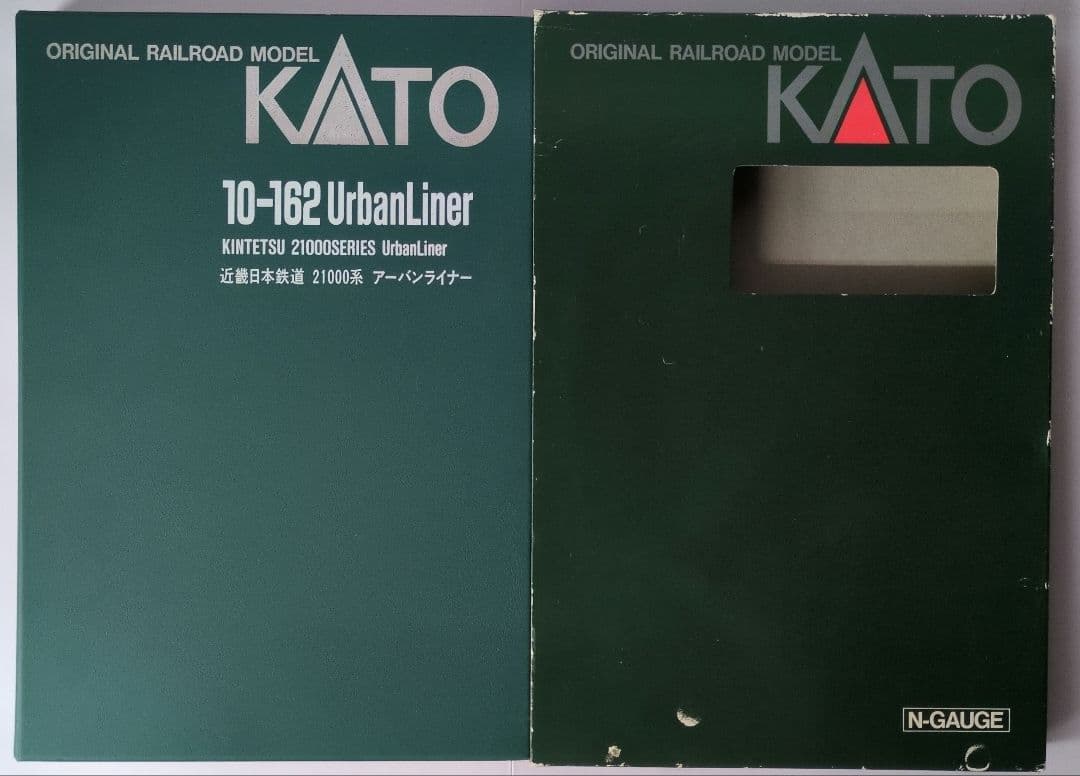 ORIGINAL RAILROAD MODEL
KATO
10-162 UrbanLiner
KINTETSU 21000SERIES UrbanLiner
近畿日本鉄道 21000系 アーバンライナー
ORIGINAL RAILROAD MODEL
KATO
N-GAUGE